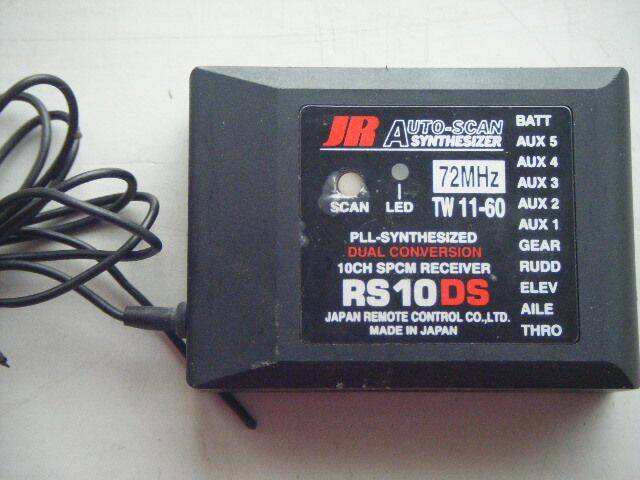 JR AUTO-SCAN
SYNTHESIZER
SCAN LED
72MHz
TW 11-60
PLL-SYNTHESIZED
DUAL CONVERSION
10CH SPCM RECEIVER
RS10DS
JAPAN REMOTE CONTROL CO.,LTD.
MADE IN JAPAN
BATT
AUX 5
AUX 4
AUX 3
AUX 2
AUX 1
GEAR
RUDD
ELEV
AILE
THRO